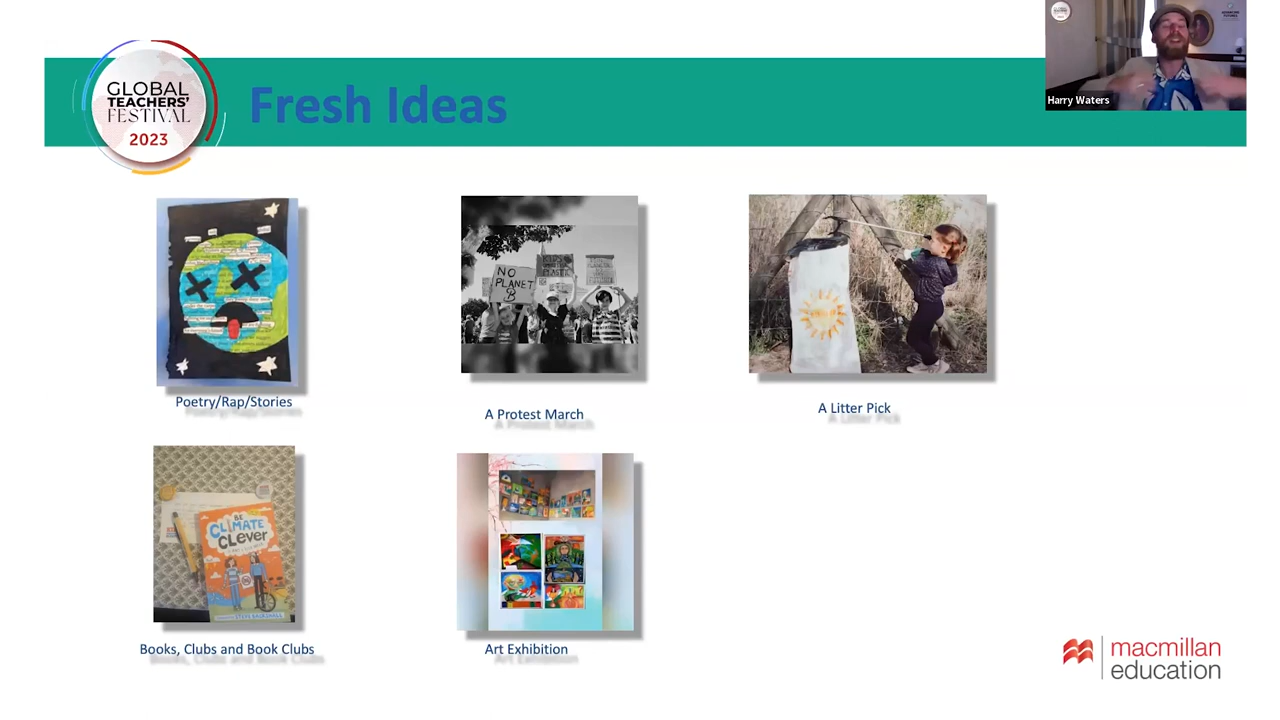 GLOBAL
TEACHERS'
FESTIVAL
2023
Fresh Ideas
Harry Waters
NO
PLANET
B
Poetry/Rap/Stories
A Protest March
A Litter Pick
BE
CLIMATE
CLEVER
Books, Clubs and Book Clubs
Art Exhibition
macmillan
education